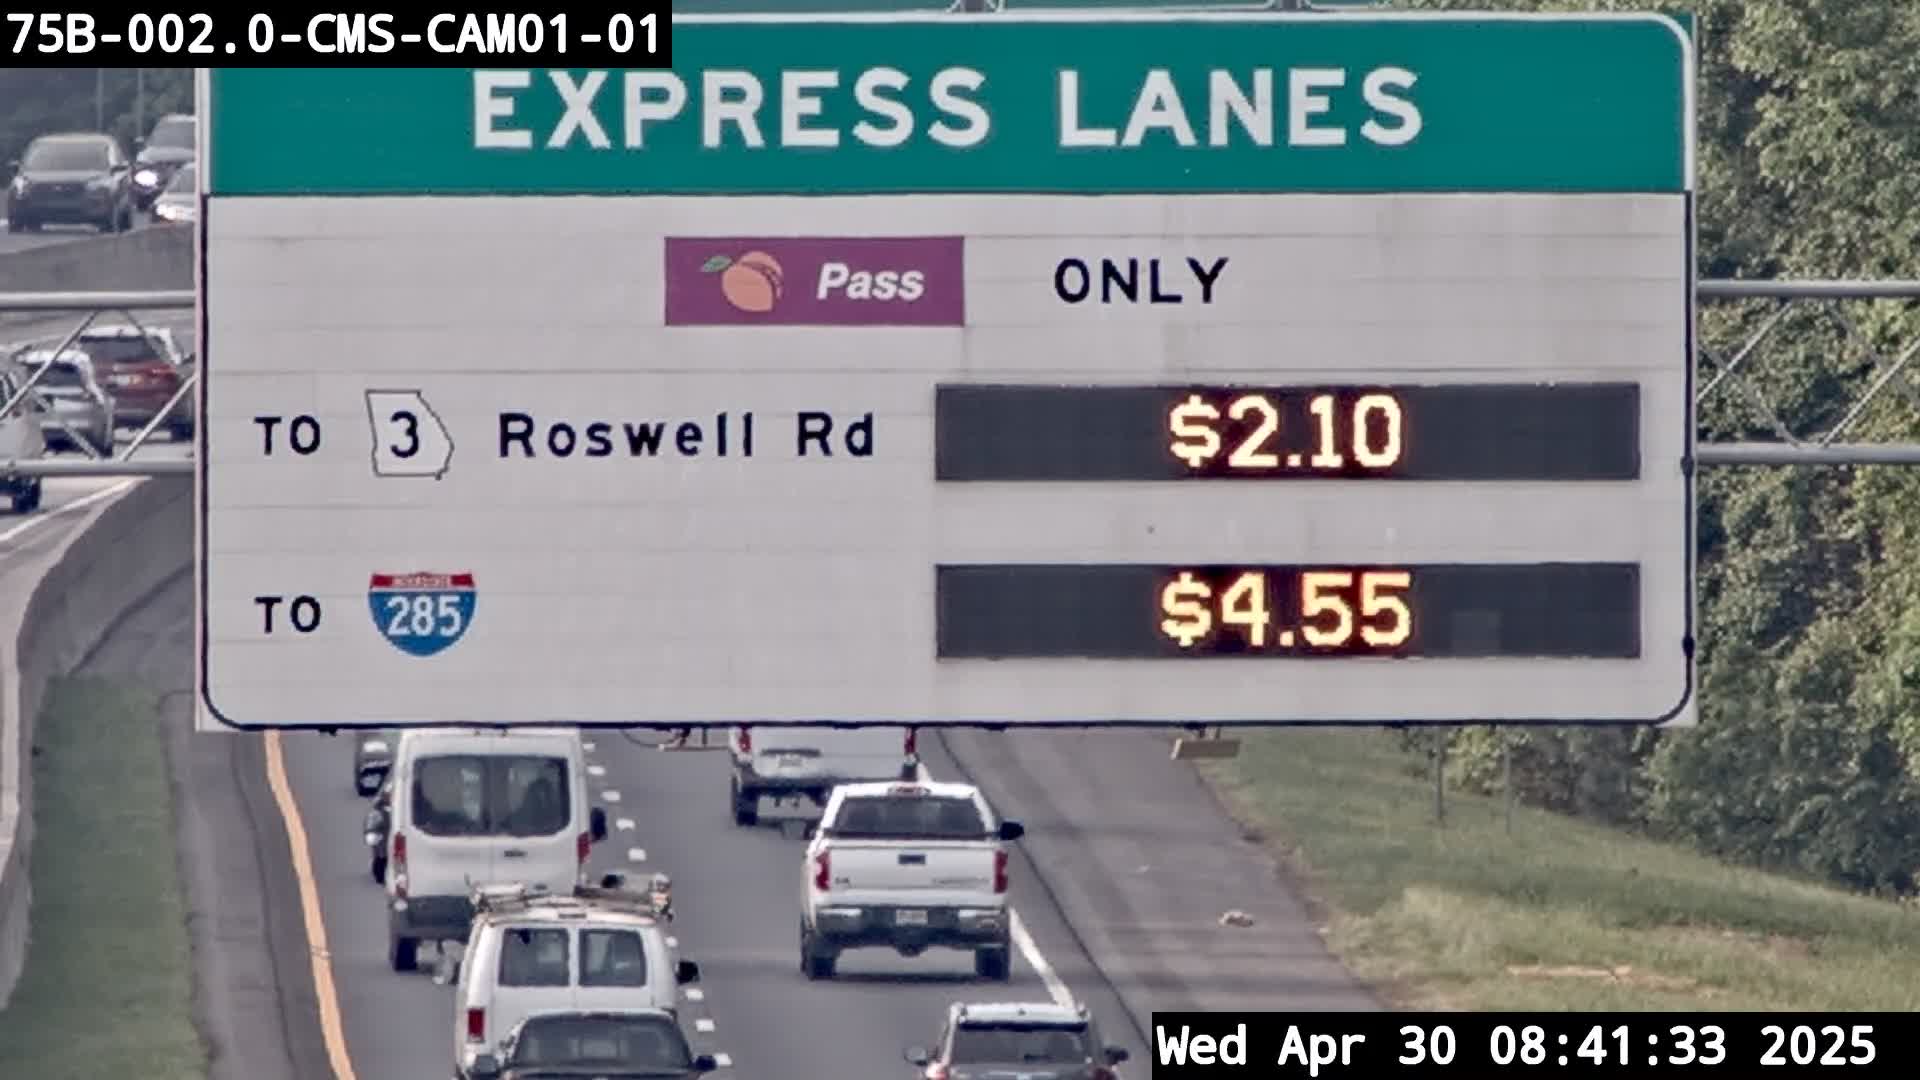 75B-002.0-CMS-CAM01-01
EXPRESS LANES
Pass ONLY
TO 3 Roswell Rd $2.10
TO 285 $4.55
Wed Apr 30 08:41:33 2025